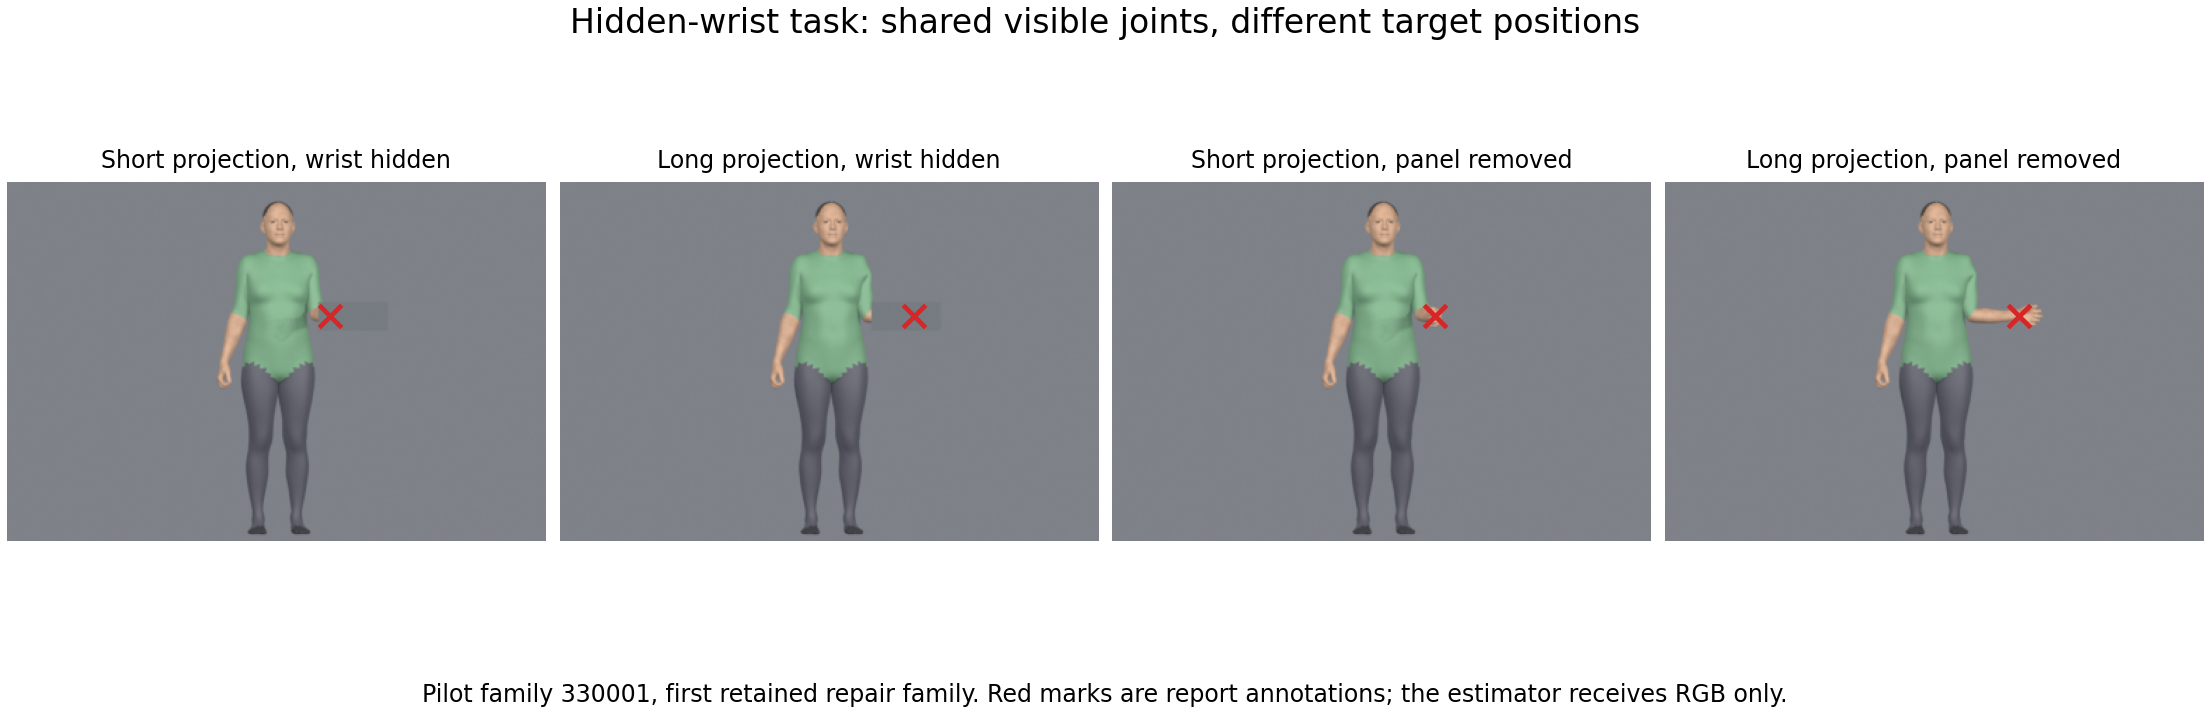 Hidden-wrist task: shared visible joints, different target positions
Short projection, wrist hidden
Long projection, wrist hidden
Short projection, panel removed
Long projection, panel removed
Pilot family 330001, first retained repair family. Red marks are report annotations; the estimator receives RGB only.